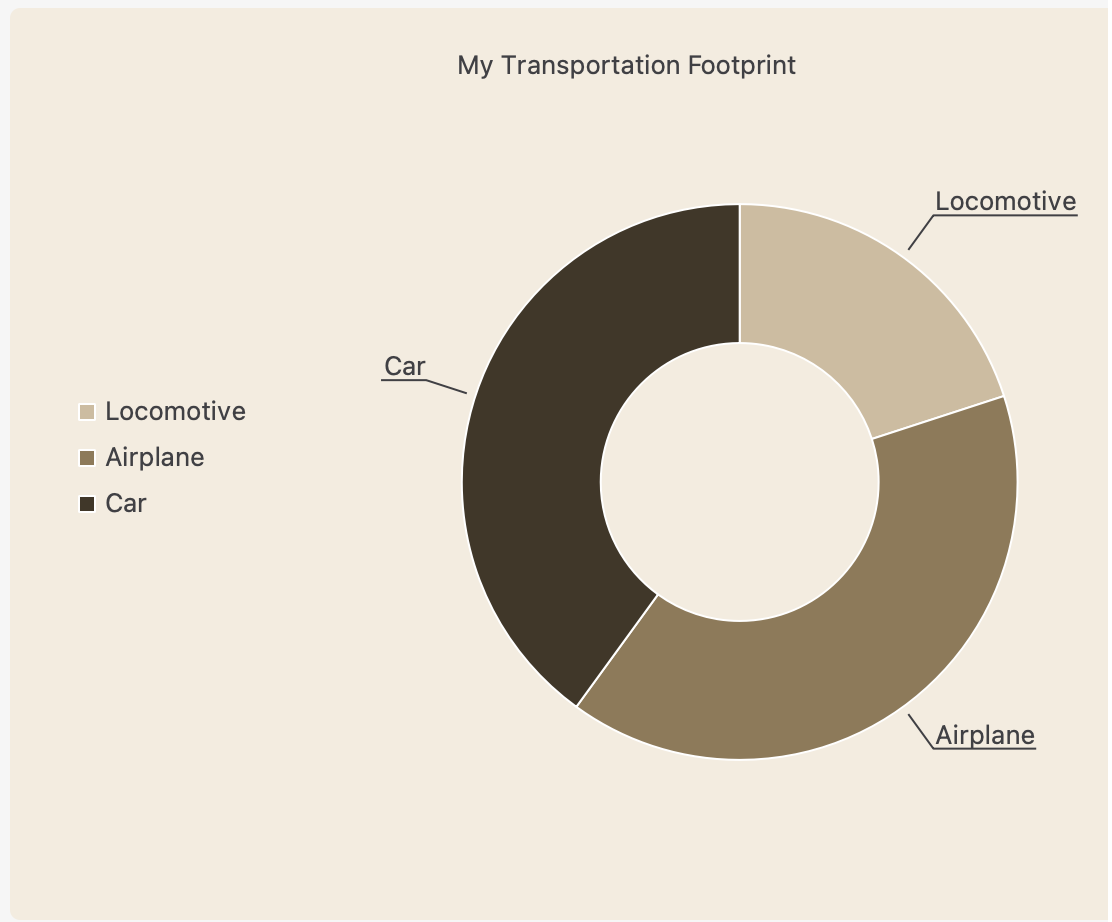 My Transportation Footprint
Locomotive
Car
Locomotive
Airplane
Car
Airplane